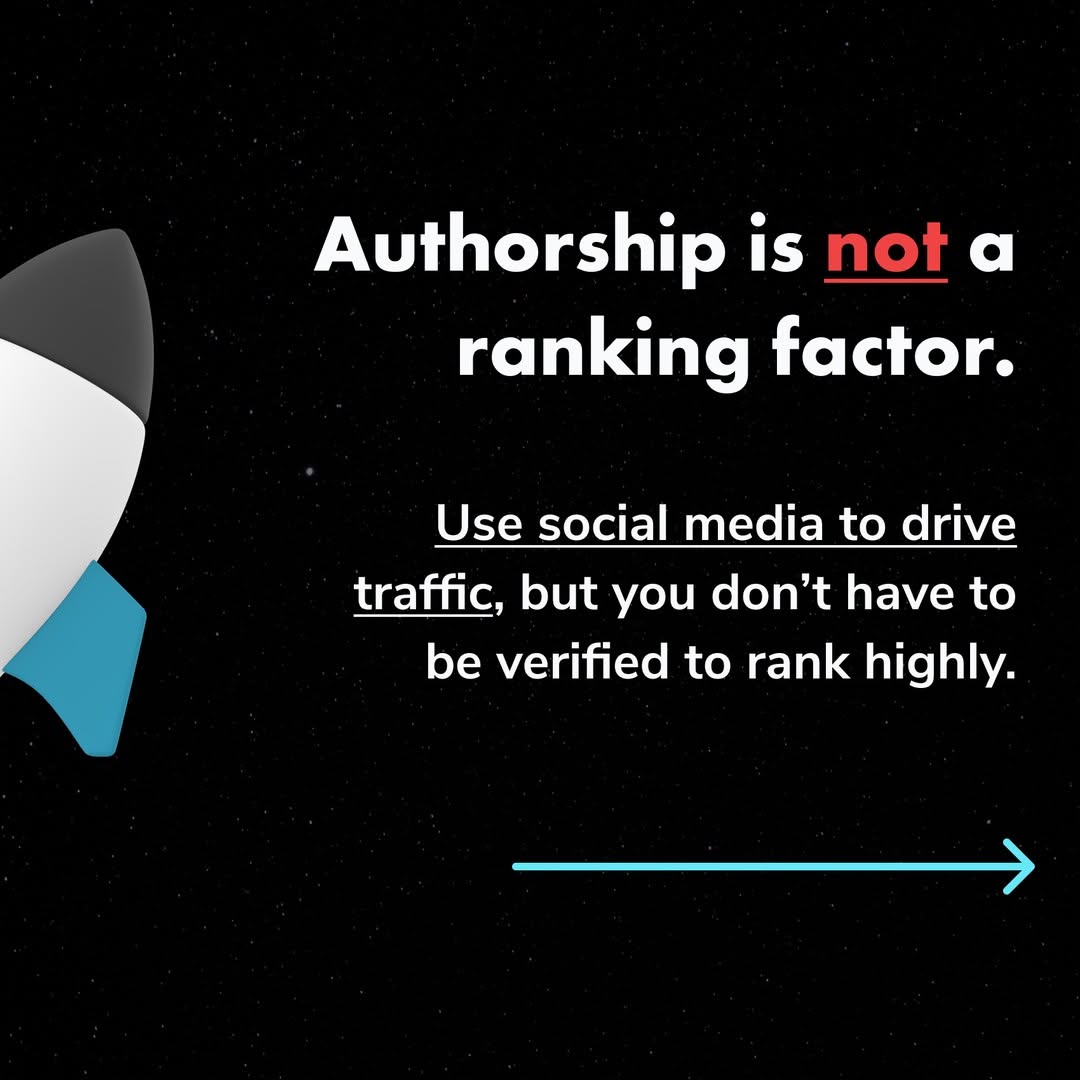 Authorship is not a
ranking factor.
Use social media to drive
traffic, but you don’t have to
be verified to rank highly.